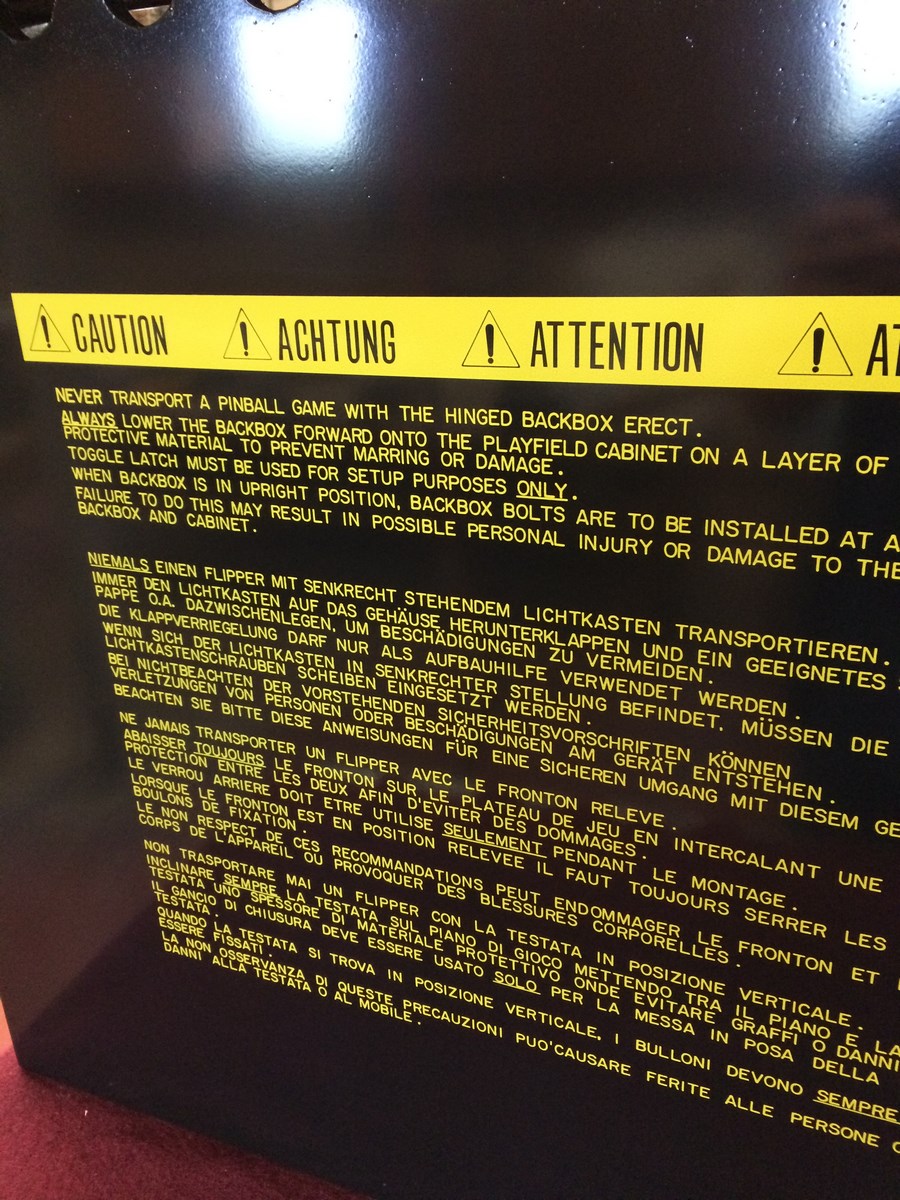 CAUTION ACHTUNG ATTENTION AT
NEVER TRANSPORT A PINBALL GAME WITH THE HINGED BACKBOX ERECT.
ALWAYS LOWER THE BACKBOX FORWARD ONTO THE PLAYFIELD CABINET ON A LAYER OF
PROTECTIVE MATERIAL TO PREVENT MARRING OR DAMAGE.
TOGGLE LATCH MUST BE USED FOR SETUP PURPOSES ONLY.
WHEN BACKBOX IS IN UPRIGHT POSITION, BACKBOX BOLTS ARE TO BE INSTALLED AT A
FAILURE TO DO THIS MAY RESULT IN POSSIBLE PERSONAL INJURY OR DAMAGE TO THE
BACKBOX AND CABINET.
NIEMALS EINEN FLIPPER MIT SENKRECHT STEHENDEM LICHTKASTEN TRANSPORTIEREN.
IMMER DEN LICHTKASTEN AUF DAS GEHÄUSE HERUNTERKLAPPEN UND EIN GEEIGNETES
PAPPE O.A. DAZWISCHENLEGEN, UM BESCHÄDIGUNGEN ZU VERMEIDEN.
DIE KLAPPVERRIEGELUNG DARF NUR ALS AUFBAUHILFE VERWENDET WERDEN.
WENN SICH DER LICHTKASTEN IN SENKRECHTER STELLUNG BEFINDET, MÜSSEN DIE
LICHTKASTENSCHRAUBEN SCHEIBEN EINGESETZT WERDEN.
BEI NICHTBEACHTEN DER VORSTEHENDEN SICHERHEITSVORSCHRIFTEN KÖNNEN
VERLETZUNGEN VON PERSONEN ODER BESCHÄDIGUNGEN AM GERÄT ENTSTEHEN.
BEACHTEN SIE BITTE DIESE ANWEISUNGEN FÜR EINE SICHEREN UMGANG MIT DIESEM GE
NE JAMAIS TRANSPORTER UN FLIPPER AVEC LE FRONTON RELEVE.
ABAISSER TOUJOURS LE FRONTON SUR LE PLATEAU DE JEU EN INTERCALANT UNE
PROTECTION ENTRE LES DEUX AFIN D'EVITER DES DOMMAGES.
LE VERROU ARRIERE DOIT ETRE UTILISE SEULEMENT PENDANT LE MONTAGE.
LORSQUE LE FRONTON EST EN POSITION RELEVEE IL FAUT TOUJOURS SERRER LES
BOULONS DE FIXATION.
LE NON RESPECT DE CES RECOMMANDATIONS PEUT ENDOMMAGER LE FRONTON ET
CORPS DE L'APPAREIL OU PROVOQUER DES BLESSURES CORPORELLES.
NON TRASPORTARE MAI UN FLIPPER CON LA TESTATA IN POSIZIONE VERTICALE.
INCLINARE SEMPRE LA TESTATA SUL PIANO DI GIOCO METTENDO TRA IL PIANO E LA
TESTATA UNO SPESSORE DI MATERIALE PROTETTIVO ONDE EVITARE GRAFFI O DANNI
IL GANCIO DI CHIUSURA DEVE ESSERE USATO SOLO PER LA MESSA IN POSA DELLA
TESTATA.
QUANDO LA TESTATA SI TROVA IN POSIZIONE VERTICALE, I BULLONI DEVONO SEMPRE
ESSERE FISSATI.
LA NON OSSERVANZA DI QUESTE PRECAUZIONI PUO'CAUSARE FERITE ALLE PERSONE O
DANNI ALLA TESTATA O AL MOBILE.